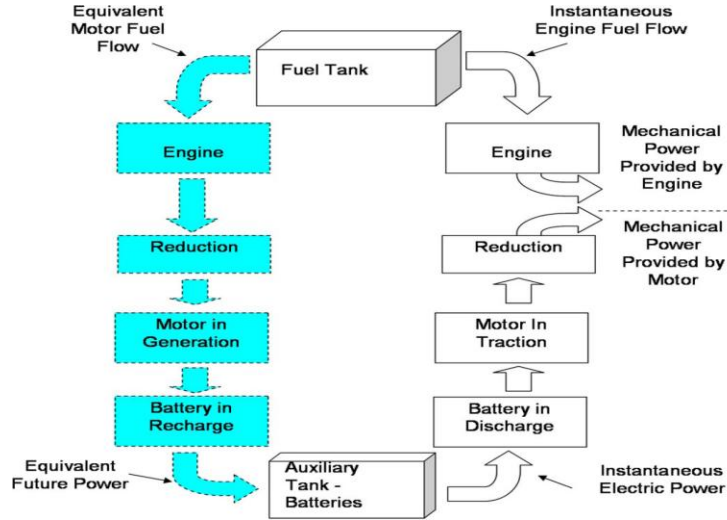 Equivalent
Motor Fuel
Flow
Instantaneous
Engine Fuel Flow
Fuel Tank
Engine
Engine
Mechanical
Power
Provided by
Engine
Reduction
Reduction
Mechanical
Power
Provided by
Motor
Motor in
Generation
Motor In
Traction
Battery in
Recharge
Battery in
Discharge
Equivalent
Future Power
Auxiliary
Tank -
Batteries
Instantaneous
Electric Power